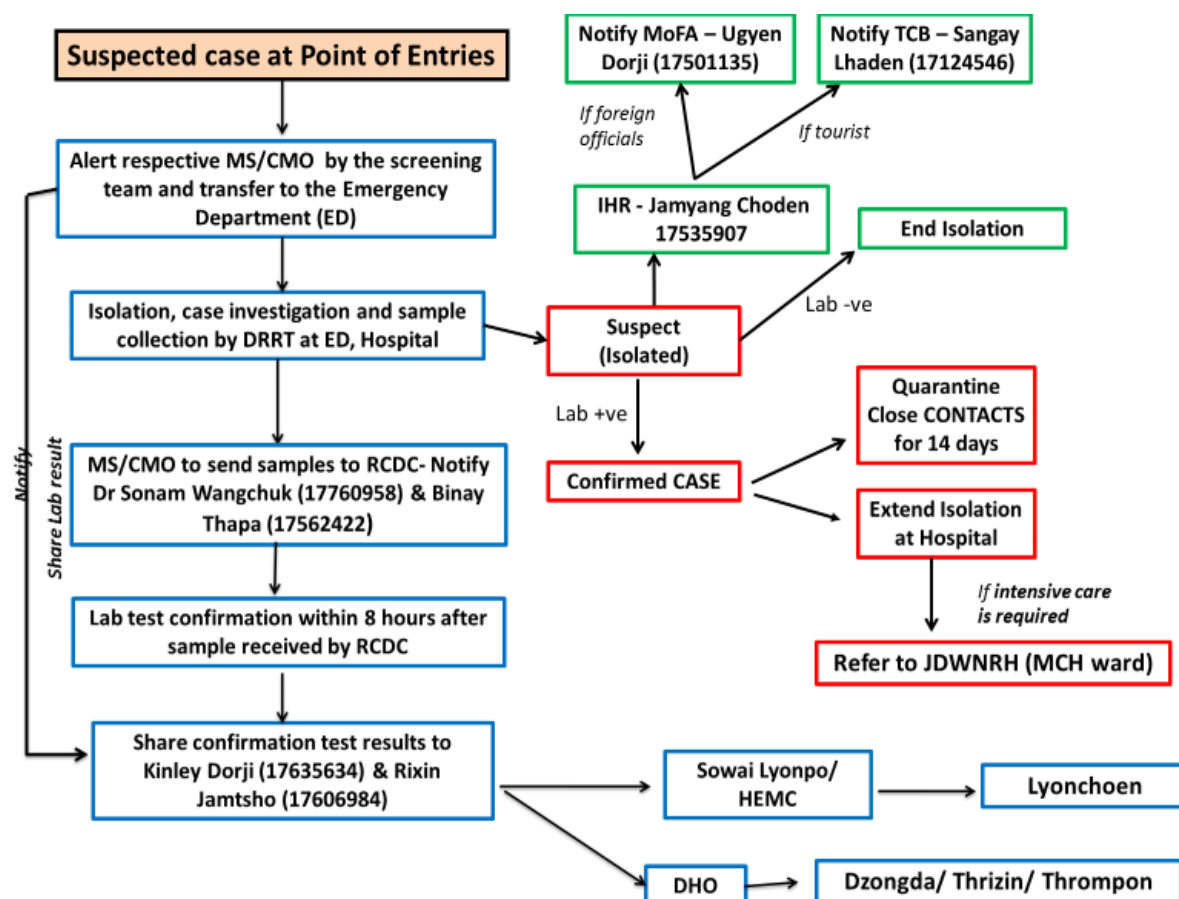 Suspected case at Point of Entries
Notify MoFA – Ugyen
Dorji (17501135)
Notify TCB – Sangay
Lhaden (17124546)
If foreign
officials
If tourist
Alert respective MS/CMO by the screening
team and transfer to the Emergency
Department (ED)
IHR - Jamyang Choden
17535907
End Isolation
Isolation, case investigation and sample
collection by DRRT at ED, Hospital
Suspect
(Isolated)
Lab -ve
Lab +ve
Quarantine
Close CONTACTS
for 14 days
Notify
Share Lab result
MS/CMO to send samples to RCDC- Notify
Dr Sonam Wangchuk (17760958) & Binay
Thapa (17562422)
Confirmed CASE
Extend Isolation
at Hospital
If intensive care
is required
Lab test confirmation within 8 hours after
sample received by RCDC
Refer to JDWNRH (MCH ward)
Share confirmation test results to
Kinley Dorji (17635634) & Rixin
Jamtsho (17606984)
Sowai Lyonpo/
HEMC
Lyonchoen
DHO
Dzongda/ Thrizin/ Thrompon